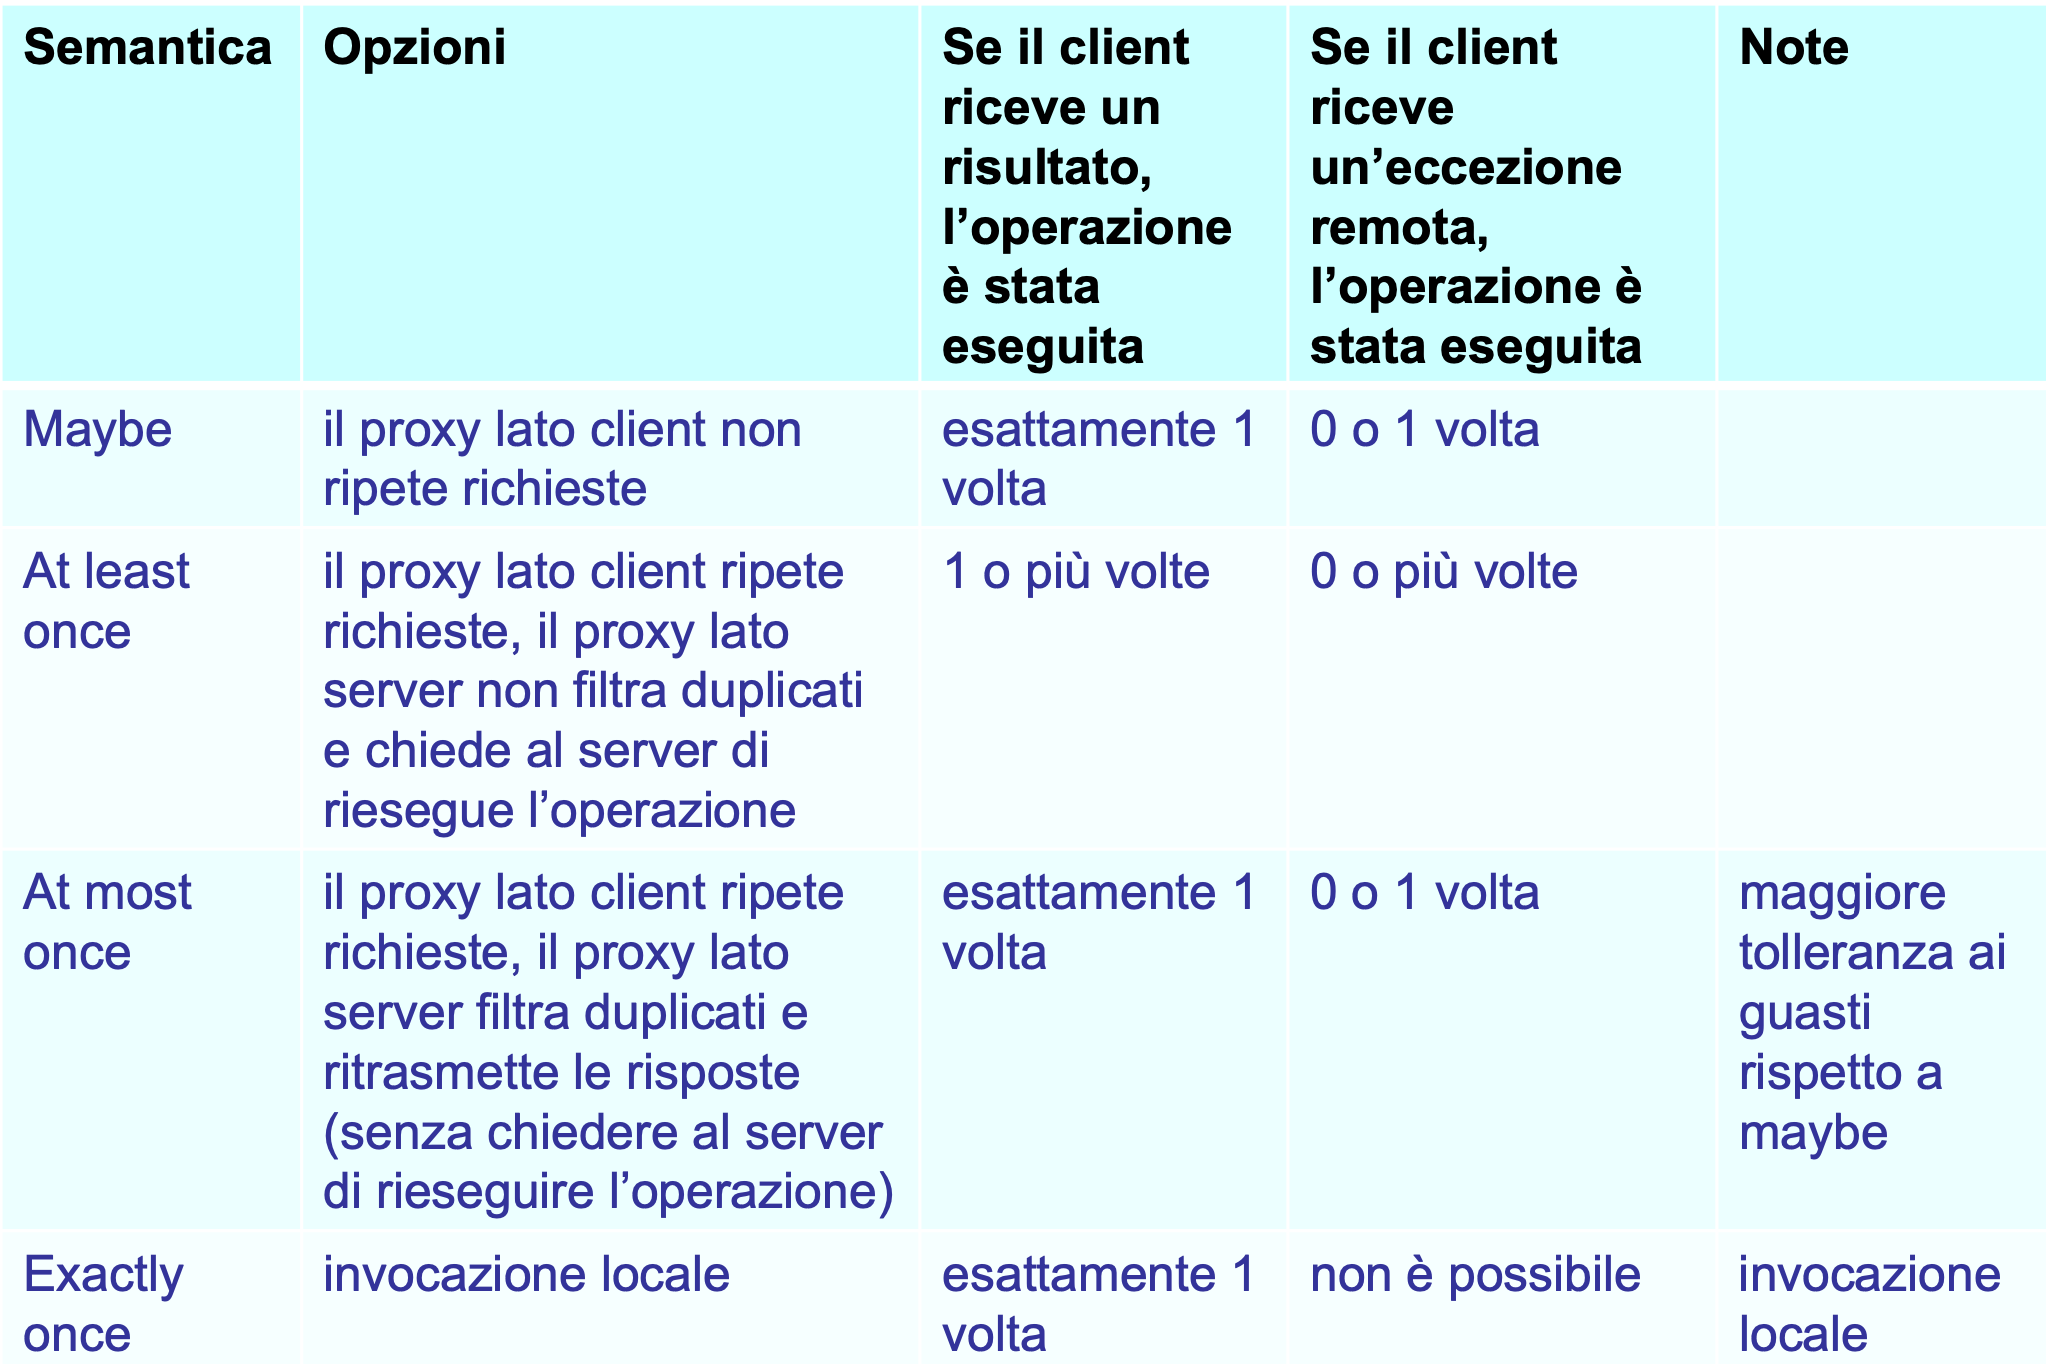 Semantica
Opzioni
Se il client
riceve un
risultato,
l’operazione
è stata
eseguita
Se il client
riceve
un’eccezione
remota,
l’operazione è
stata eseguita
Note
Maybe
il proxy lato client non
ripete richieste
esattamente 1
volta
0 o 1 volta
At least
once
il proxy lato client ripete
richieste, il proxy lato
server non filtra duplicati
e chiede al server di
riesegue l’operazione
1 o più volte
0 o più volte
At most
once
il proxy lato client ripete
richieste, il proxy lato
server filtra duplicati e
ritrasmette le risposte
(senza chiedere al server
di rieseguire l’operazione)
esattamente 1
volta
0 o 1 volta
maggiore
tolleranza ai
guasti
rispetto a
maybe
Exactly
once
invocazione locale
esattamente 1
volta
non è possibile
invocazione
locale